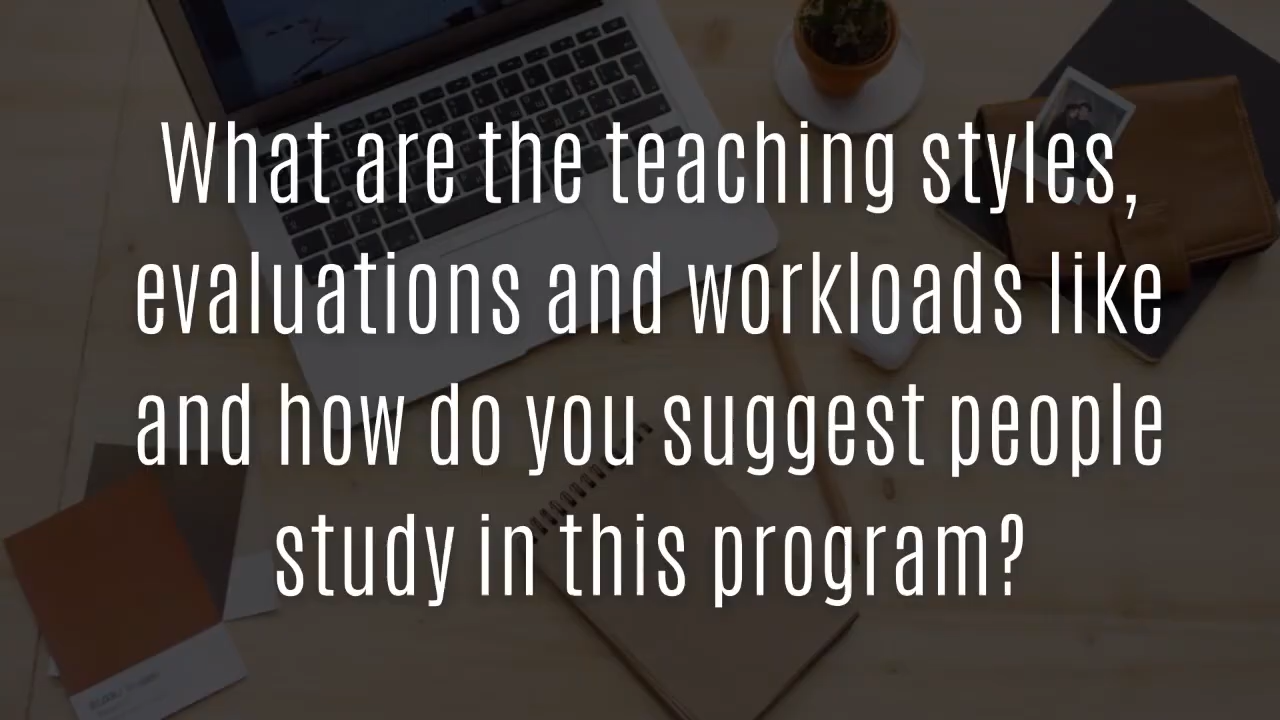 What are the teaching styles,
evaluations and workloads like
and how do you suggest people
study in this program?